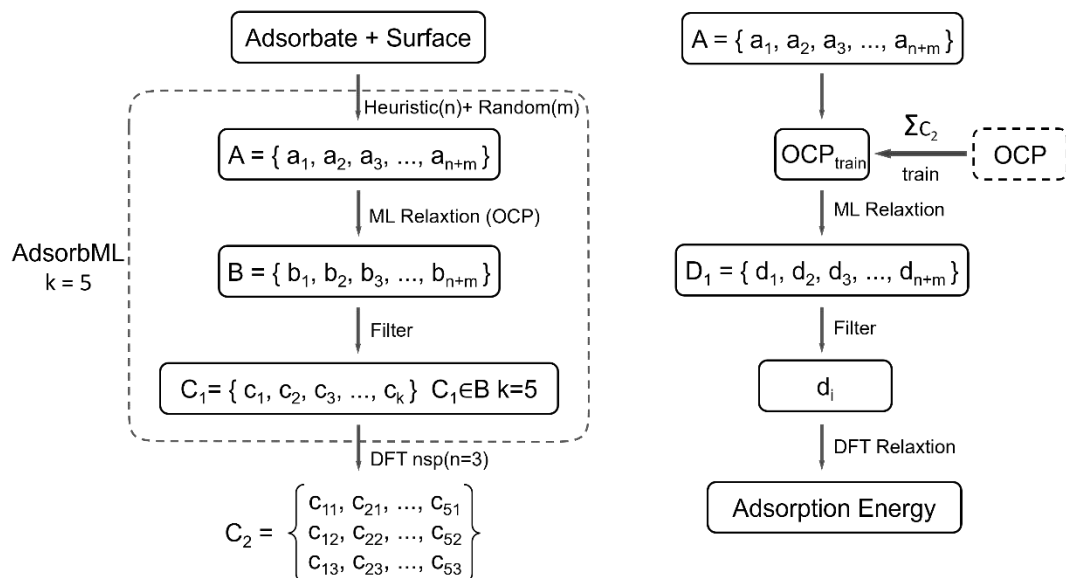 Adsorbate + Surface
Heuristic(n)+ Random(m)
A = { a₁, a₂, a₃, ..., aₙ₊ₘ }
ML Relaxtion (OCP)
AdsorbML
k = 5
B = { b₁, b₂, b₃, ..., bₙ₊ₘ }
Filter
C₁= { c₁, c₂, c₃, ..., cₖ } C₁∈B k=5
DFT nsp(n=3)
C₂ =
c₁₁, c₂₁, ..., c₅₁
c₁₂, c₂₂, ..., c₅₂
c₁₃, c₂₃, ..., c₅₃
A = { a₁, a₂, a₃, ..., aₙ₊ₘ }
ΣC₂
OCPtrain
train
OCP
ML Relaxtion
D₁ = { d₁, d₂, d₃, ..., dₙ₊ₘ }
Filter
dᵢ
DFT Relaxtion
Adsorption Energy